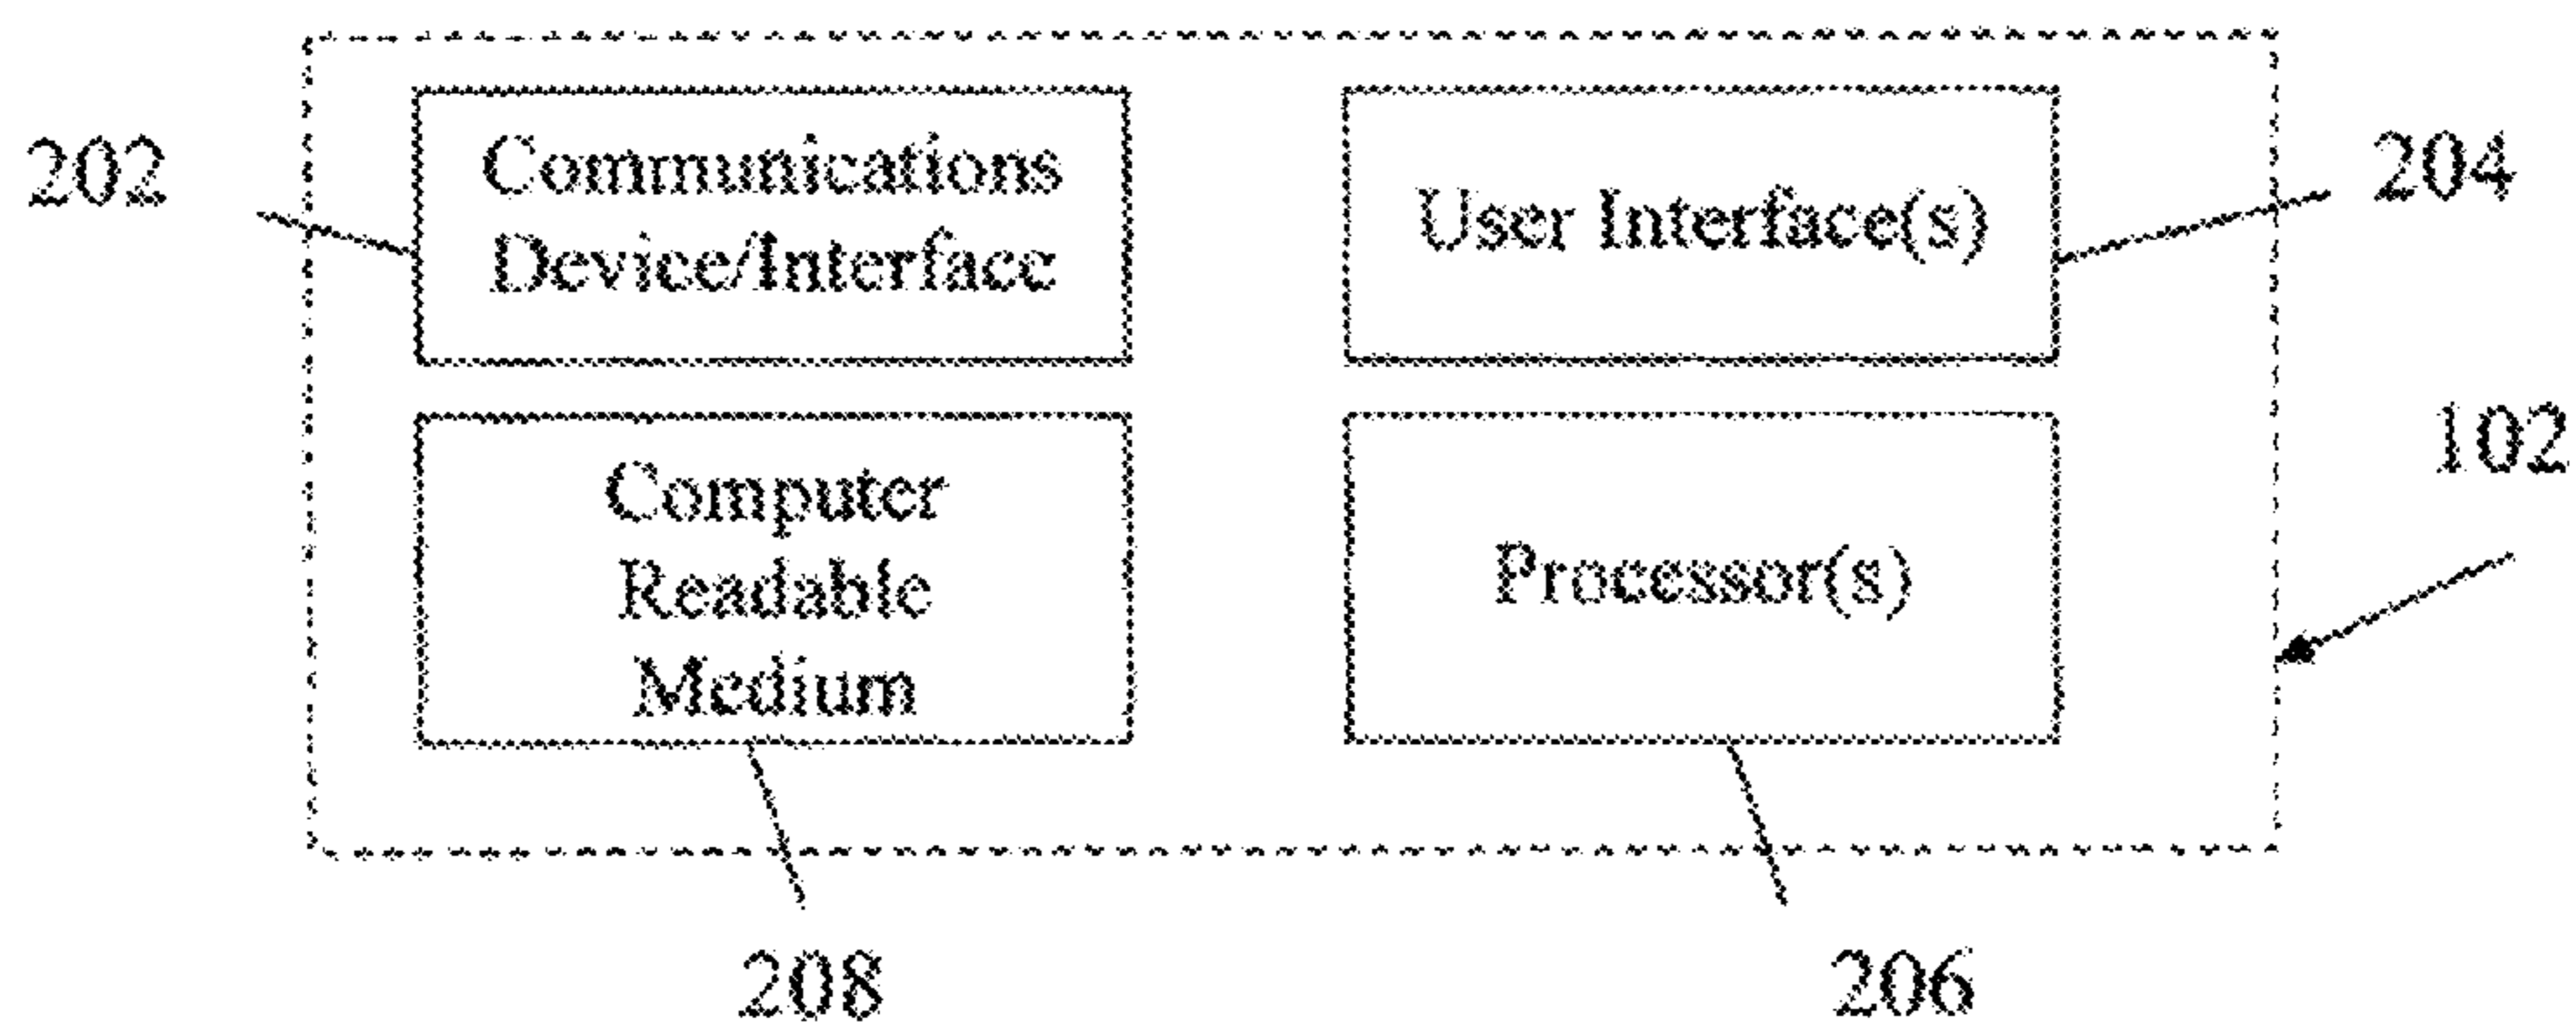 202
Communications
Device/Interface
User Interface(s)
204
102
Computer
Readable
Medium
Processor(s)
208
206